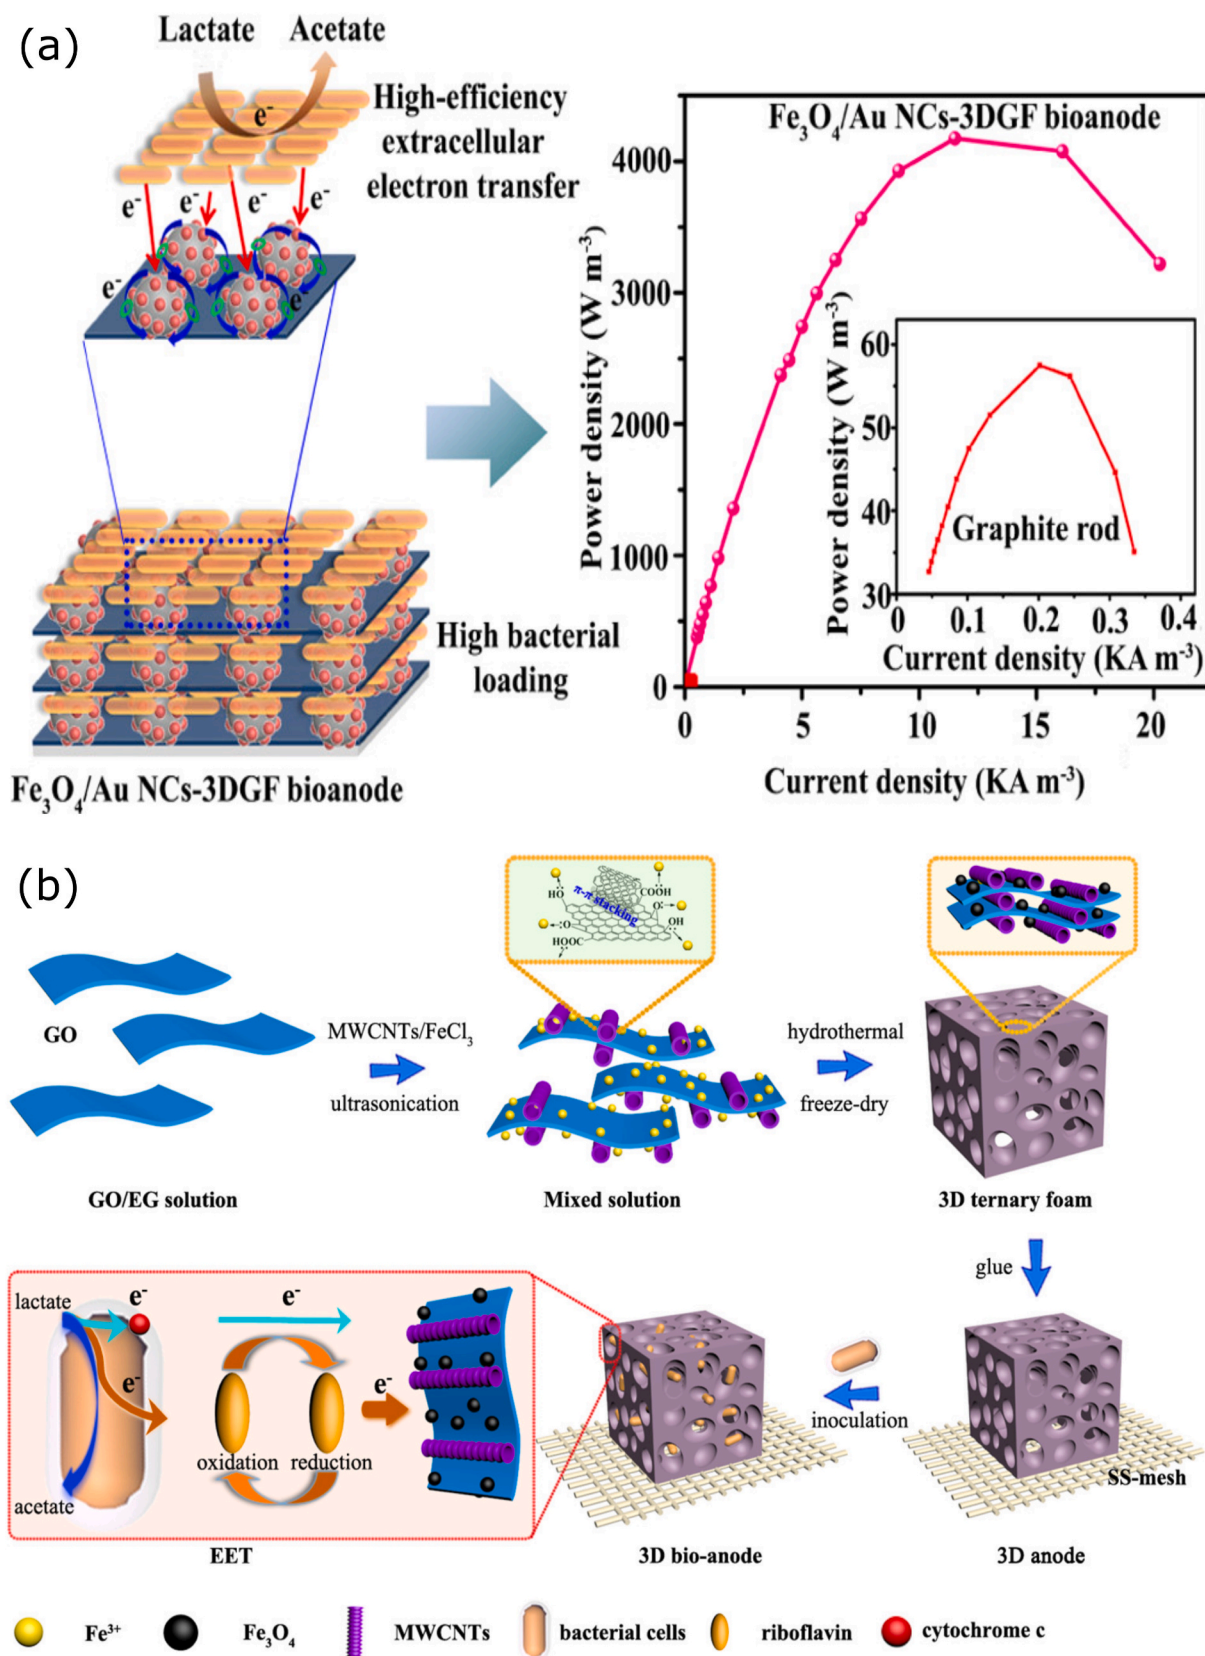 (a)
Lactate Acetate
e-
High-efficiency
extracellular
electron transfer
e- e- e- e-
e- e-
High bacterial
loading
Fe3O4/Au NCs-3DGF bioanode
Fe3O4/Au NCs-3DGF bioanode
Power density (W m-3)
4000
3000
2000
1000
0
0 5 10 15 20
Current density (KA m-3)
Power density (W m-3)
60
50
40
30
Graphite rod
0 0.1 0.2 0.3 0.4
Current density (KA m-3)
(b)
GO
GO/EG solution
MWCNTs/FeCl3
ultrasonication
HO
π-π stacking
COOH
O:
:O
OH
HOOC
Mixed solution
hydrothermal
freeze-dry
3D ternary foam
glue
SS-mesh
3D anode
inoculation
3D bio-anode
lactate
e-
e-
acetate
e-
oxidation reduction
e-
EET
Fe3+ Fe3O4 MWCNTs bacterial cells riboflavin cytochrome c